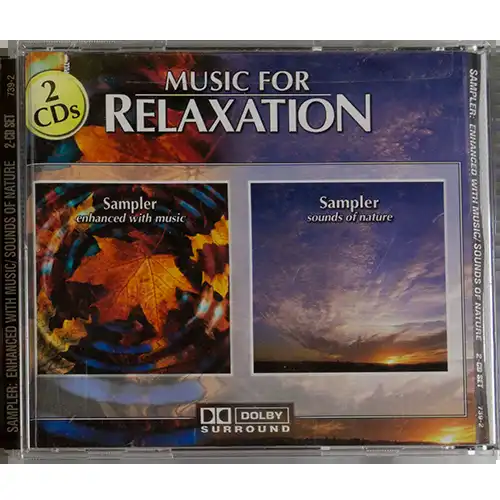 2
CDs
MUSIC FOR
RELAXATION
Sampler
enhanced with music
Sampler
sounds of nature
DOLBY
SURROUND
SAMPLER: ENHANCED WITH MUSIC/ SOUNDS OF NATURE 2-CD SET 739-2
SAMPLER: ENHANCED WITH MUSIC/ SOUNDS OF NATURE 2-CD SET 739-2